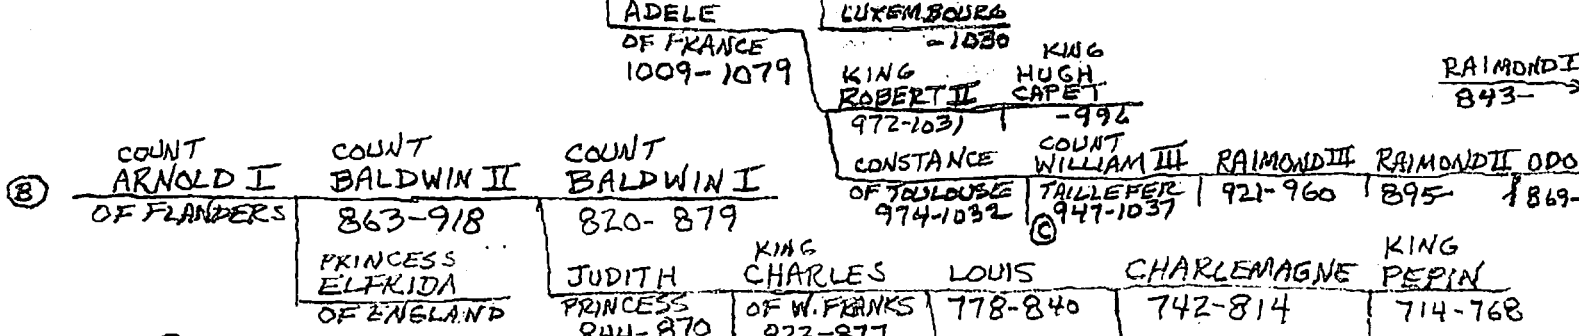 ADELE
OF FRANCE
1009-1079
LUXEMBOURG
-1030
KING
ROBERT II
972-1031
KING
HUGH
CAPET
-996
RAIMOND I
843-
CONSTANCE
OF TOULOUSE
974-1032
COUNT
WILLIAM III
TAILLEFER
947-1037
C
RAIMOND III
921-960
RAIMOND II
895-
ODO
869-
B
COUNT
ARNOLD I
OF FLANDERS
COUNT
BALDWIN II
863-918
COUNT
BALDWIN I
820-879
PRINCESS
ELFRIDA
OF ENGLAND
JUDITH
PRINCESS
844-870
KING
CHARLES
OF W. FRANKS
LOUIS
778-840
CHARLEMAGNE
742-814
KING
PEPIN
714-768